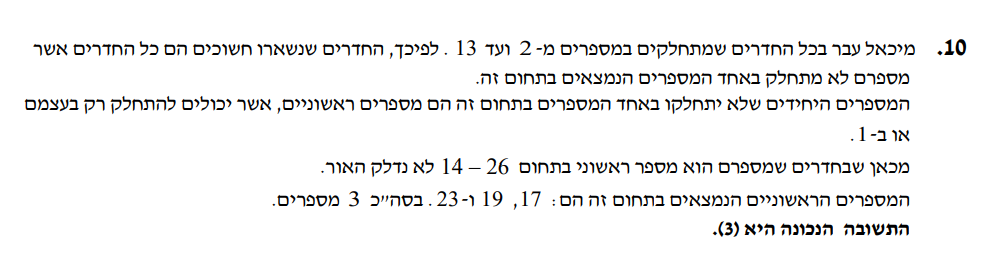 10. מיכאל עבר בכל החדרים שמתחלקים במספרים מ- 2 ועד 13 . לפיכך, החדרים שנשארו חשוכים הם כל החדרים אשר
מספרם לא מתחלק באחד המספרים הנמצאים בתחום זה.
המספרים היחידים שלא יתחלקו באחד המספרים בתחום זה הם מספרים ראשוניים, אשר יכולים להתחלק רק בעצמם
או ב-1 .
מכאן שבחדרים שמספרם הוא מספר ראשוני בתחום 26 – 14 לא נדלק האור.
המספרים הראשוניים הנמצאים בתחום זה הם: 17, 19 ו-23 . בסה״כ 3 מספרים.
התשובה הנכונה היא (3).